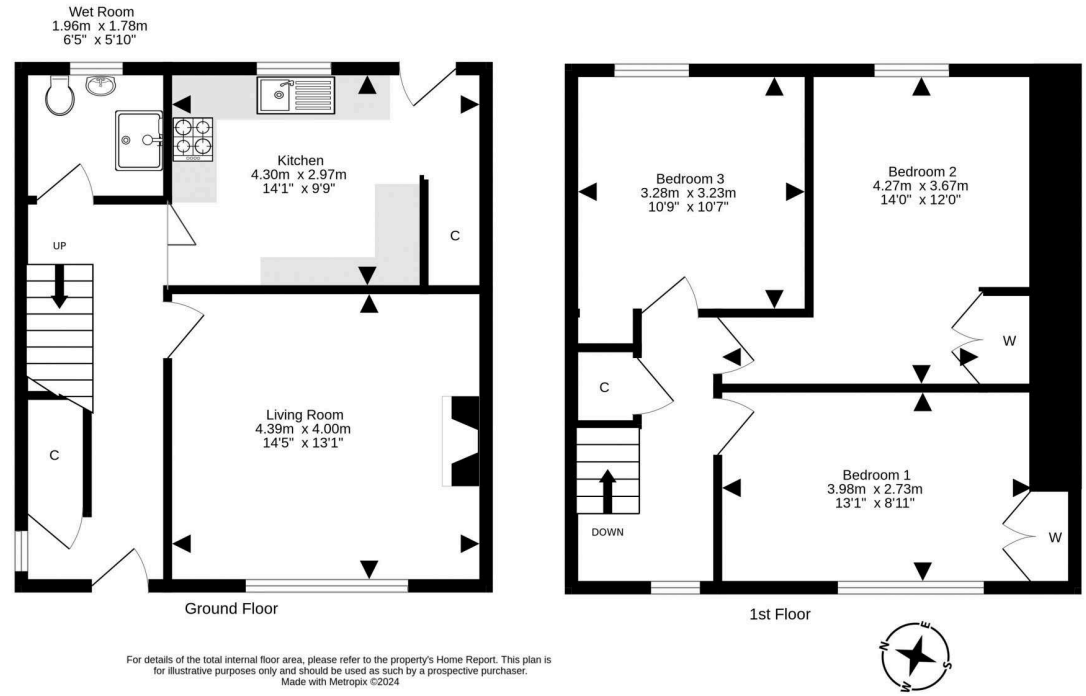 Wet Room
1.96m x 1.78m
6'5" x 5'10"
Kitchen
4.30m x 2.97m
14'1" x 9'9"
C
UP
C
Living Room
4.39m x 4.00m
14'5" x 13'1"
Ground Floor
Bedroom 3
3.28m x 3.23m
10'9" x 10'7"
Bedroom 2
4.27m x 3.67m
14'0" x 12'0"
W
C
DOWN
Bedroom 1
3.98m x 2.73m
13'1" x 8'11"
W
1st Floor
N
E
S
W
For details of the total internal floor area, please refer to the property's Home Report. This plan is
for illustrative purposes only and should be used as such by a prospective purchaser.
Made with Metropix ©2024